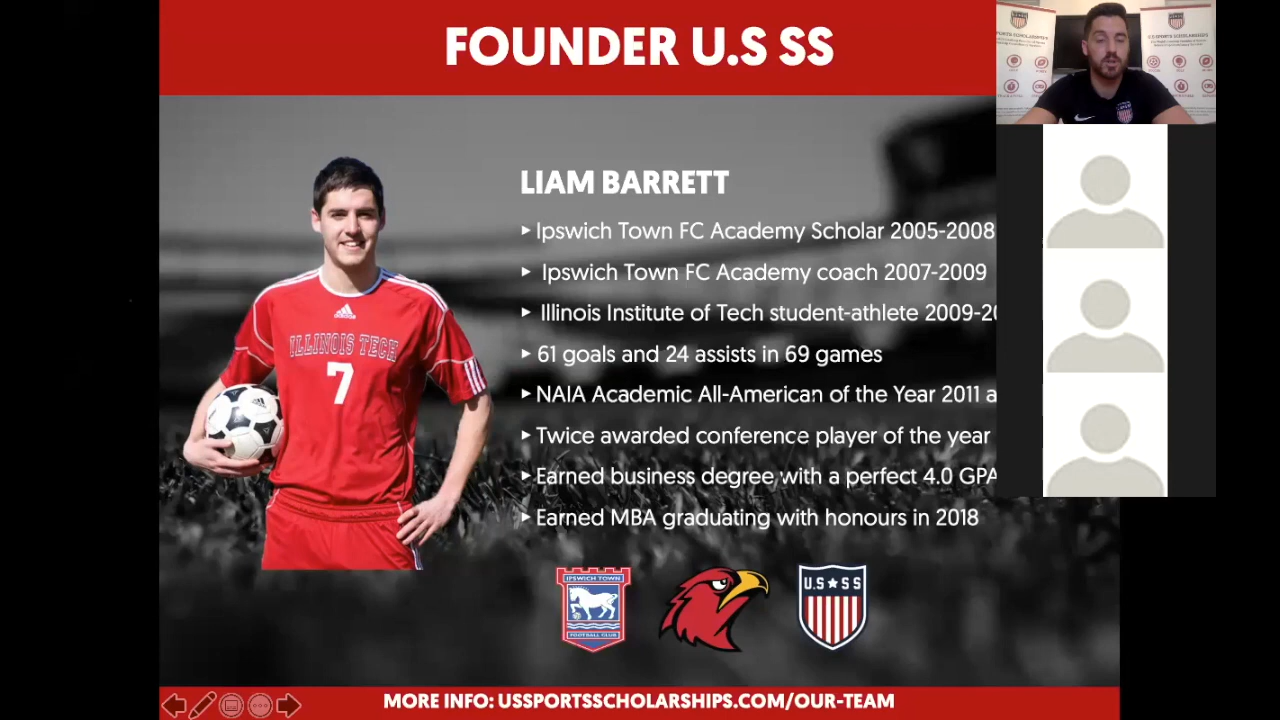 FOUNDER U.S SS
LIAM BARRETT
Ipswich Town FC Academy Scholar 2005-2008
Ipswich Town FC Academy coach 2007-2009
Illinois Institute of Tech student-athlete 2009-20
61 goals and 24 assists in 69 games
NAIA Academic All-American of the Year 2011 a
Twice awarded conference player of the year
Earned business degree with a perfect 4.0 GPA
Earned MBA graduating with honours in 2018
ILLINOIS TECH
7
IPSWICH TOWN
FOOTBALL CLUB
U.S★SS
MORE INFO: USSPORTSSCHOLARSHIPS.COM/OUR-TEAM